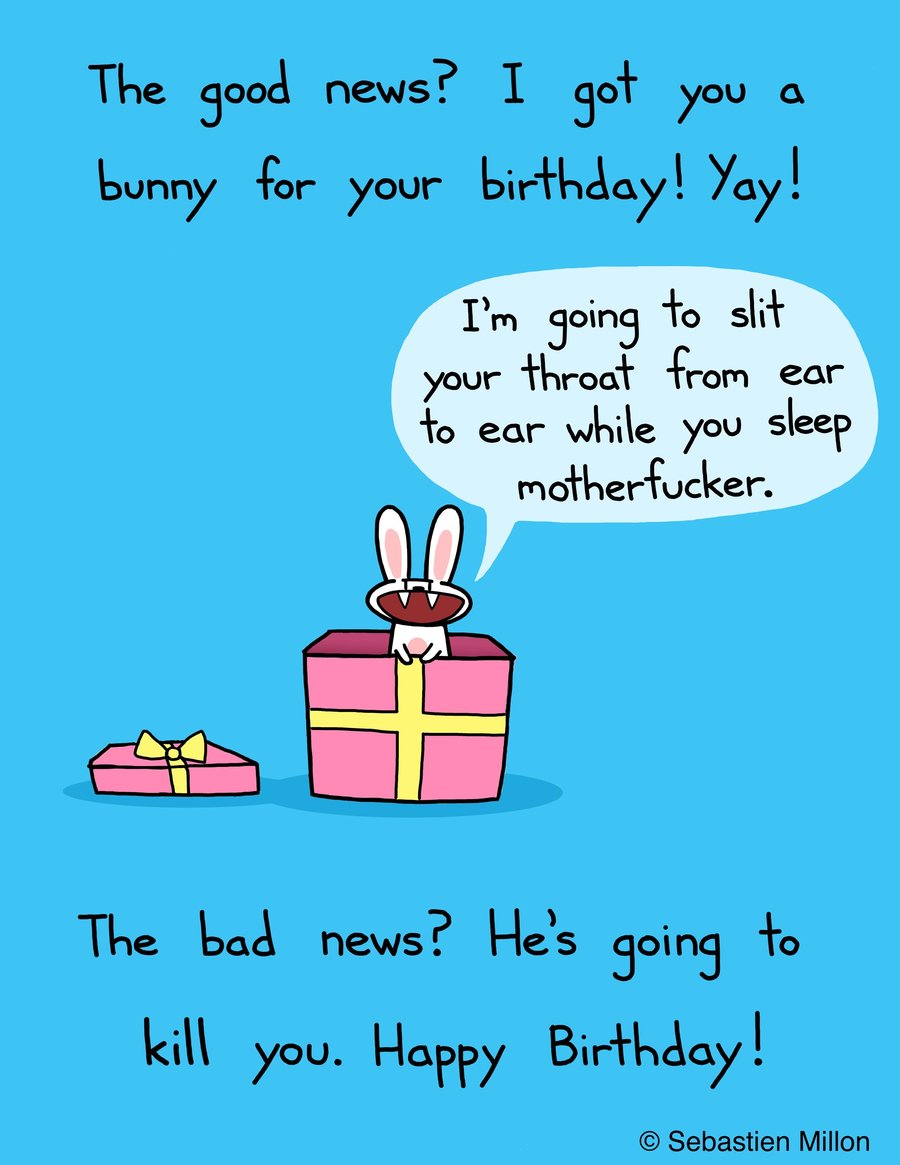 The good news? I got you a
bunny for your birthday! Yay!
I'm going to slit
your throat from ear
to ear while you sleep
motherfucker.
The bad news? He's going to
kill you. Happy Birthday!
© Sebastien Millon